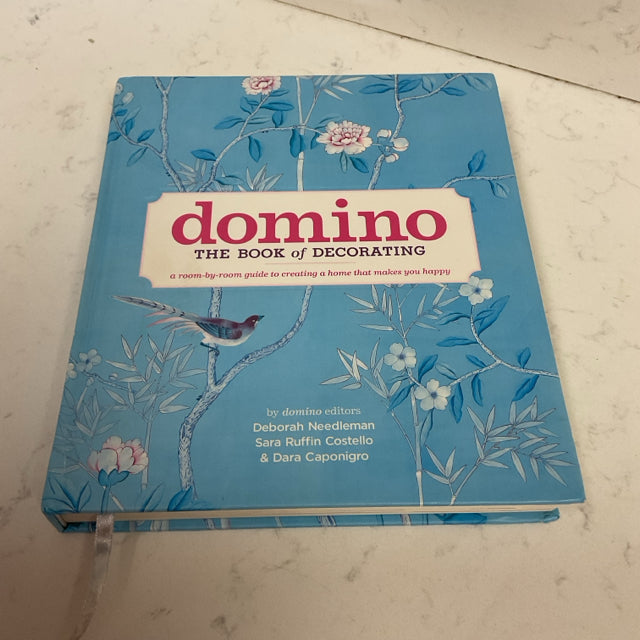 domino
THE BOOK of DECORATING
a room-by-room guide to creating a home that makes you happy
by domino editors
Deborah Needleman
Sara Ruffin Costello
& Dara Caponigro